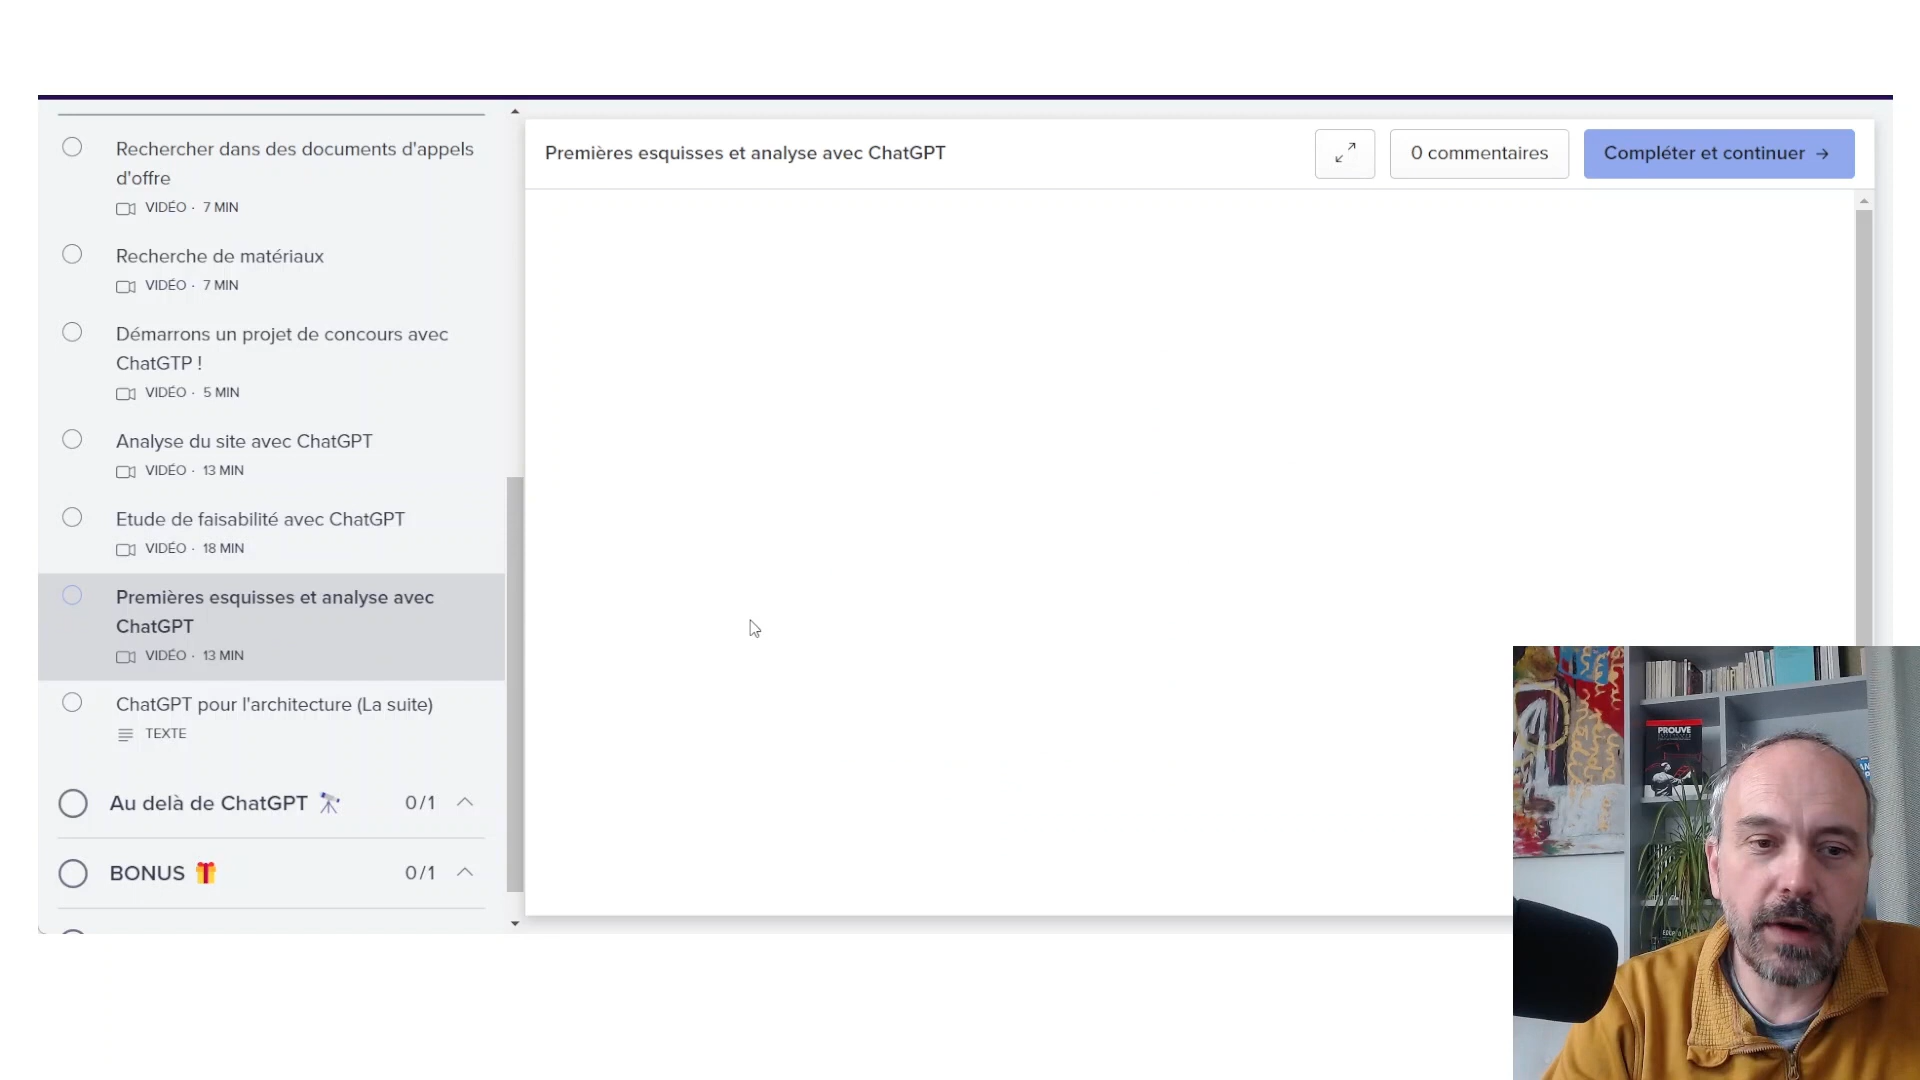 Rechercher dans des documents d'appels
d'offre
VIDÉO · 7 MIN
Recherche de matériaux
VIDÉO · 7 MIN
Démarrons un projet de concours avec
ChatGTP !
VIDÉO · 5 MIN
Analyse du site avec ChatGPT
VIDÉO · 13 MIN
Etude de faisabilité avec ChatGPT
VIDÉO · 18 MIN
Premières esquisses et analyse avec
ChatGPT
VIDÉO · 13 MIN
ChatGPT pour l'architecture (La suite)
TEXTE
Au delà de ChatGPT 0/1
BONUS 0/1
Premières esquisses et analyse avec ChatGPT
0 commentaires
Compléter et continuer →
PROUVE